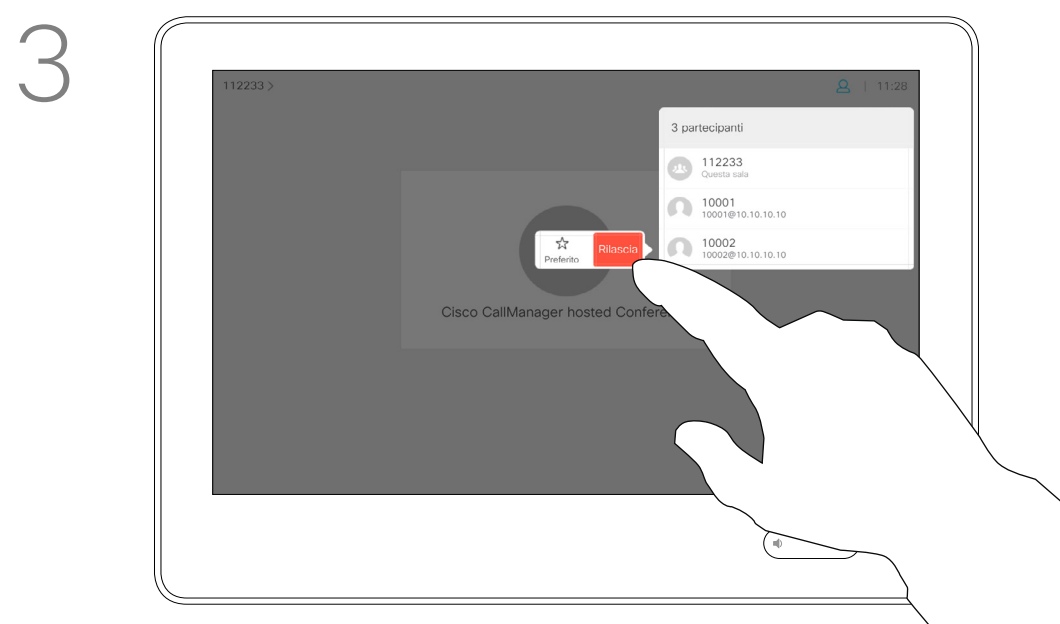 3
112233 >
11:28
3 partecipanti
112233
Questa sala
10001
10001@10.10.10.10
10002
10002@10.10.10.10
Preferito
Rilascia
Cisco CallManager hosted Confere